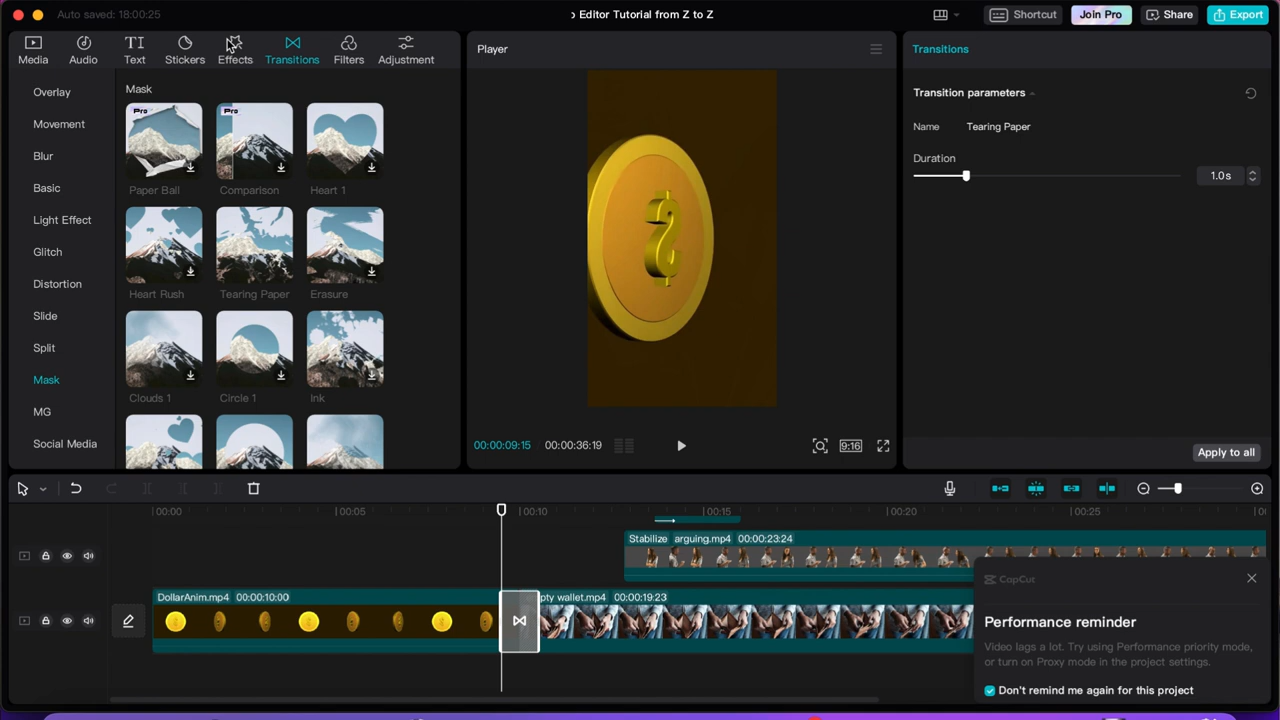 Auto saved: 18:00:25
Editor Tutorial from Z to Z
Shortcut
Join Pro
Share
Export
Media
Audio
Text
Stickers
Effects
Transitions
Filters
Adjustment
Overlay
Movement
Blur
Basic
Light Effect
Glitch
Distortion
Slide
Split
Mask
MG
Social Media
Mask
Pro
Pro
Paper Ball
Comparison
Heart 1
Heart Rush
Tearing Paper
Erasure
Clouds 1
Circle 1
Ink
Player
00:00:09:15
00:00:36:19
9:16
Transitions
Transition parameters
Name
Tearing Paper
Duration
1.0s
Apply to all
00:00
00:05
00:10
00:15
00:20
00:25
Stabilize arguing.mp4 00:00:23:24
DollarAnim.mp4 00:00:10:00
pty wallet.mp4 00:00:19:23
CapCut
Performance reminder
Video lags a lot. Try using Performance priority mode,
or turn on Proxy mode in the project settings.
Don't remind me again for this project